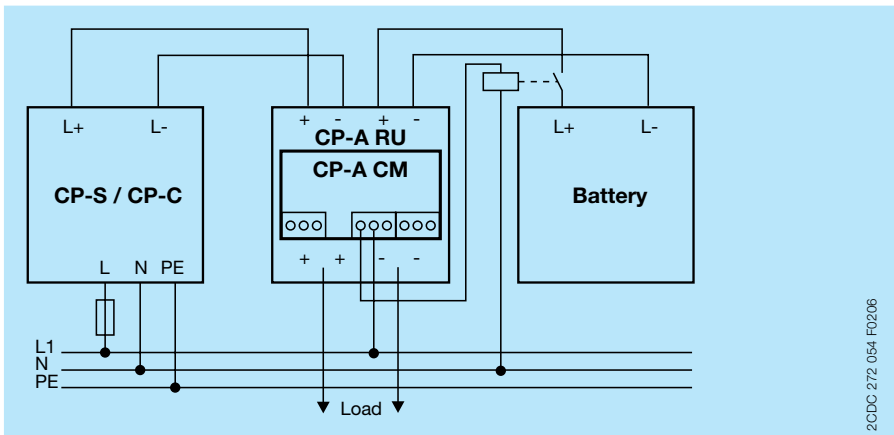 L+ L- + - + - L+ L-
CP-A RU
CP-A CM
CP-S / CP-C
Battery
+ + - -
L N PE
L1
N
PE
Load
2CDC 272 054 F0206